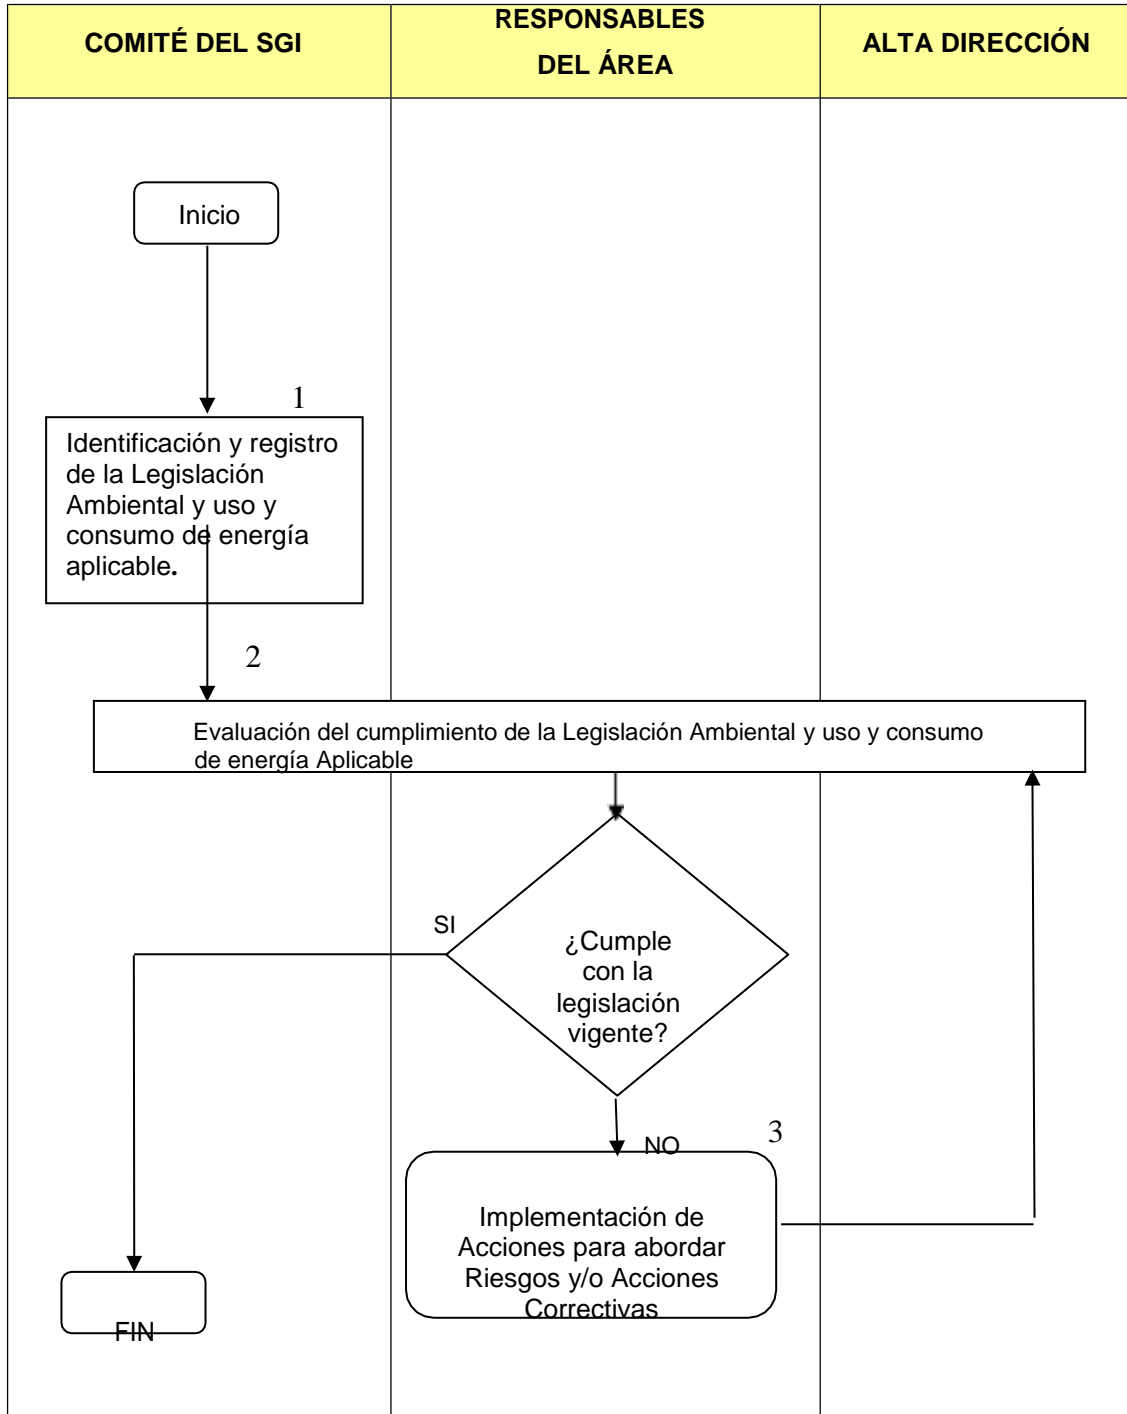 COMITÉ DEL SGI
RESPONSABLES
DEL ÁREA
ALTA DIRECCIÓN
Inicio
1
Identificación y registro
de la Legislación
Ambiental y uso y
consumo de energía
aplicable.
2
Evaluación del cumplimiento de la Legislación Ambiental y uso y consumo
de energía Aplicable
SI
¿Cumple
con la
legislación
vigente?
NO
3
Implementación de
Acciones para abordar
Riesgos y/o Acciones
Correctivas
FIN